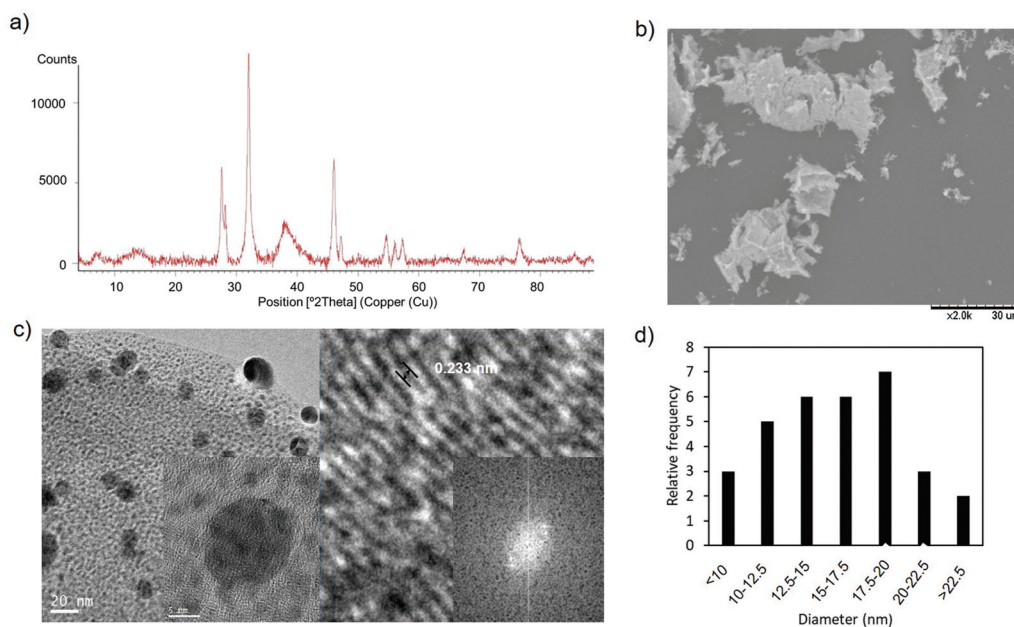 a)
Counts
10000
5000
0
10 20 30 40 50 60 70 80
Position [°2Theta] (Copper (Cu))
b)
x2.0k 30 um
c)
0.233 nm
20 nm
5 nm
d)
Relative frequency
8
7
6
5
4
3
2
1
0
<10
10-12.5
12.5-15
15-17.5
17.5-20
20-22.5
>22.5
Diameter (nm)